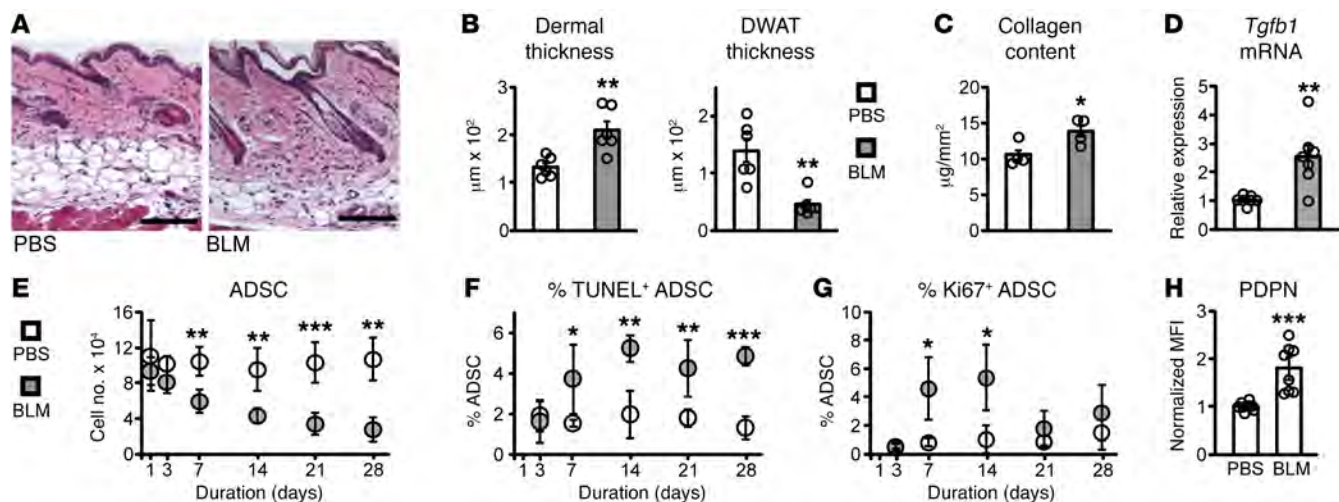 A
PBS
BLM
B
Dermal
thickness
μm x 10²
3
2
1
0
**
DWAT
thickness
μm x 10²
2
1
0
**
PBS
BLM
C
Collagen
content
μg/mm²
20
15
10
5
0
*
D
Tgfb1
mRNA
Relative expression
5
4
3
2
1
0
**
E
ADSC
PBS
BLM
Cell no. x 10⁴
16
12
8
4
0
** ** *** **
1 3 7 14 21 28
Duration (days)
F
% TUNEL⁺ ADSC
% ADSC
6
4
2
0
* ** ** ***
1 3 7 14 21 28
Duration (days)
G
% Ki67⁺ ADSC
% ADSC
10
8
6
4
2
0
* *
1 3 7 14 21 28
Duration (days)
H
PDPN
Normalized MFI
3
2
1
0
***
PBS BLM